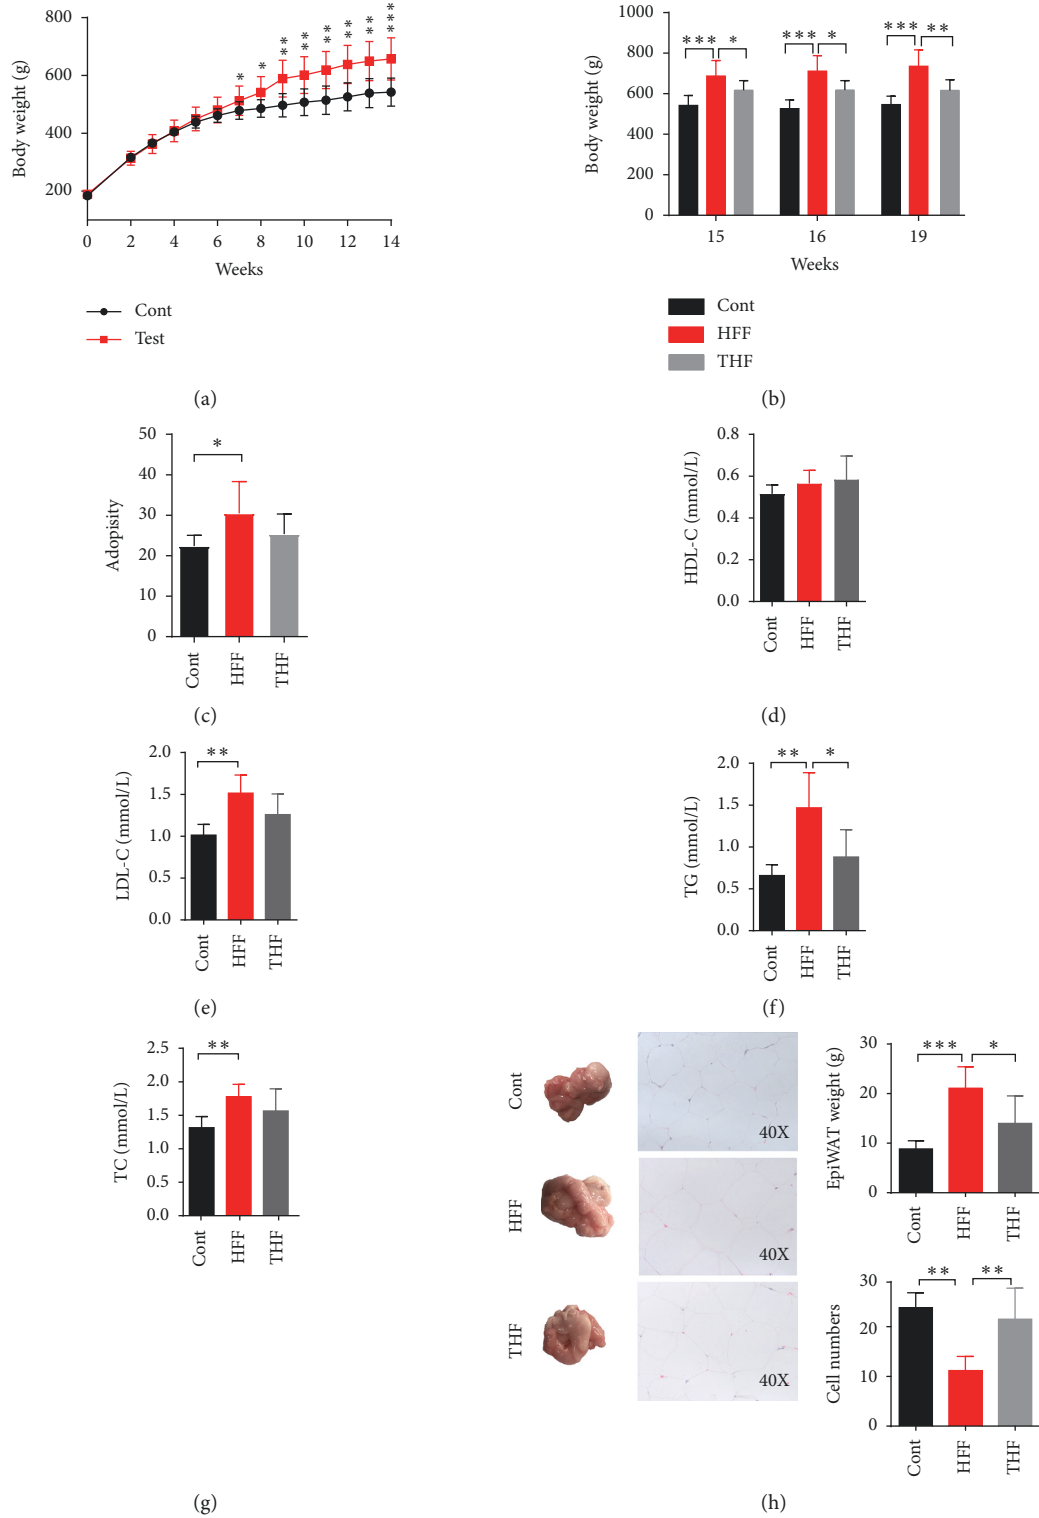 800
600
400
200
Body weight (g)
*
*
**
**
**
**
**
***
0
2
4
6
8
10
12
14
Weeks
Cont
Test
(a)
1000
800
600
400
200
0
Body weight (g)
***
*
***
*
***
**
15
16
19
Weeks
Cont
HFF
THF
(b)
50
40
30
20
10
0
Adopisity
*
Cont
HFF
THF
(c)
0.8
0.6
0.4
0.2
0.0
HDL-C (mmol/L)
Cont
HFF
THF
(d)
2.0
1.5
1.0
0.5
0.0
LDL-C (mmol/L)
**
Cont
HFF
THF
(e)
2.0
1.5
1.0
0.5
0.0
TG (mmol/L)
**
*
Cont
HFF
THF
(f)
2.5
2.0
1.5
1.0
0.5
0.0
TC (mmol/L)
**
Cont
HFF
THF
(g)
Cont
40X
HFF
40X
THF
40X
30
20
10
0
EpiWAT weight (g)
***
*
Cont
HFF
THF
30
20
10
0
Cell numbers
**
**
Cont
HFF
THF
(h)